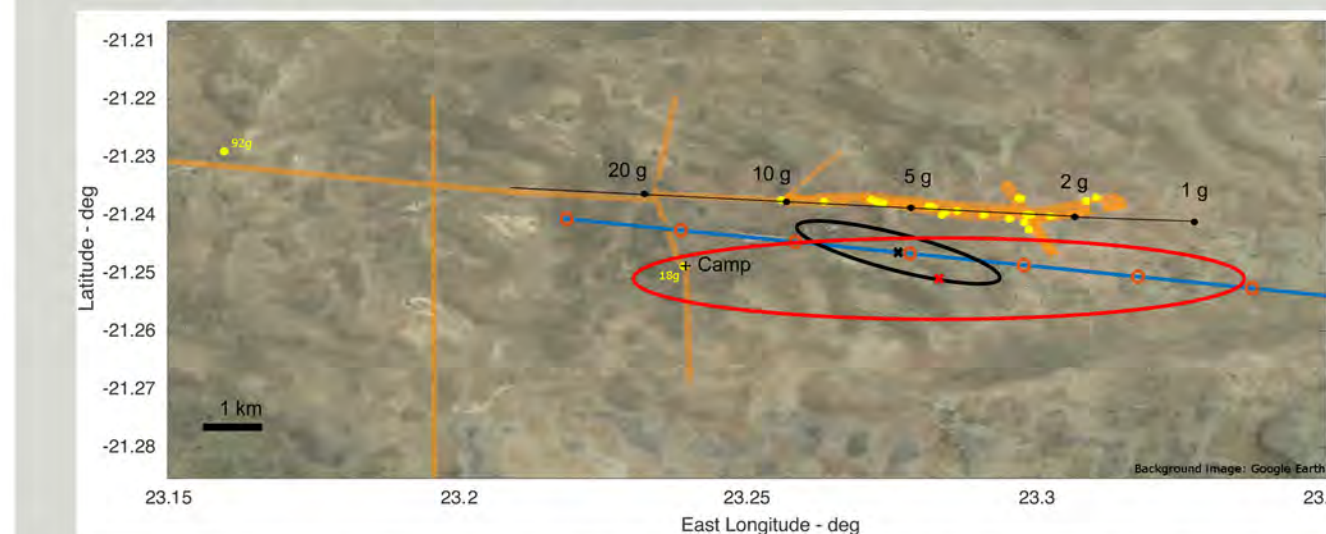 -21.21
-21.22
-21.23
-21.24
-21.25
-21.26
-21.27
-21.28
Latitude - deg
92g
20 g
10 g
5 g
2 g
1 g
18g
+ Camp
1 km
Background Image: Google Earth
23.15
23.2
23.25
23.3
23.
East Longitude - deg